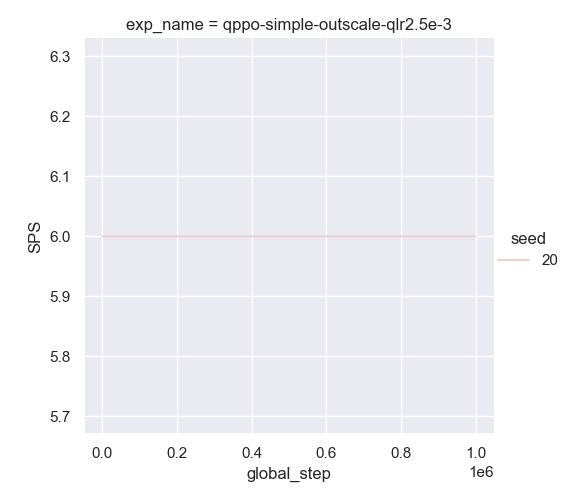 exp_name = qppo-simple-outscale-qlr2.5e-3
6.3
6.2
6.1
6.0
5.9
5.8
5.7
SPS
0.0 0.2 0.4 0.6 0.8 1.0
1e6
global_step
seed
20